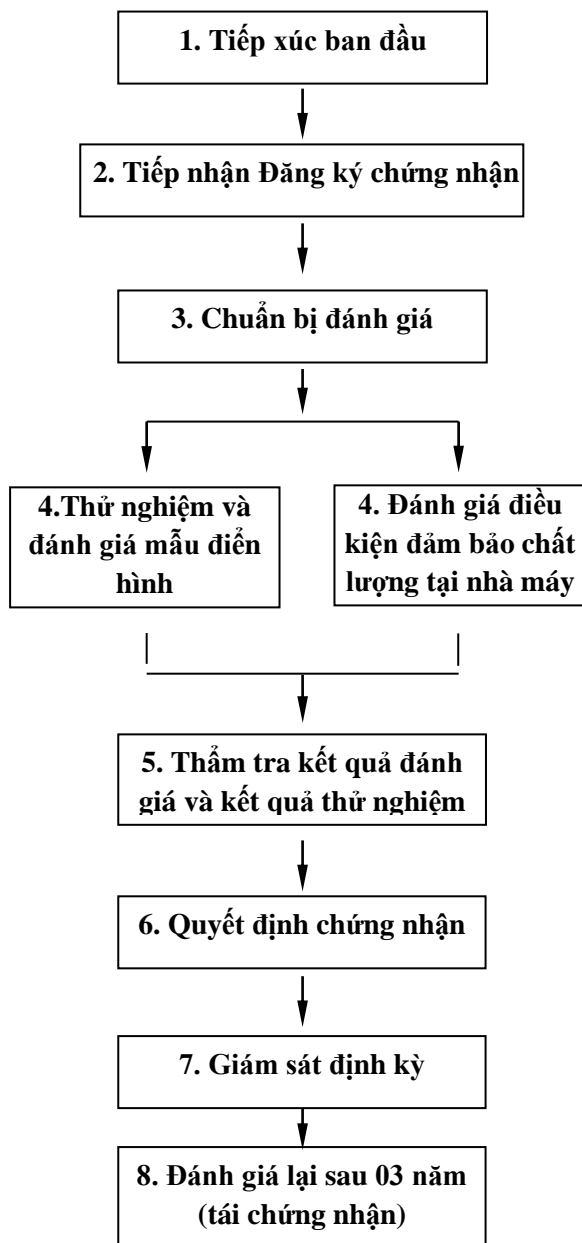 1. Tiếp xúc ban đầu
2. Tiếp nhận Đăng ký chứng nhận
3. Chuẩn bị đánh giá
4.Thử nghiệm và
đánh giá mẫu điển
hình
4. Đánh giá điều
kiện đảm bảo chất
lượng tại nhà máy
5. Thẩm tra kết quả đánh
giá và kết quả thử nghiệm
6. Quyết định chứng nhận
7. Giám sát định kỳ
8. Đánh giá lại sau 03 năm
(tái chứng nhận)